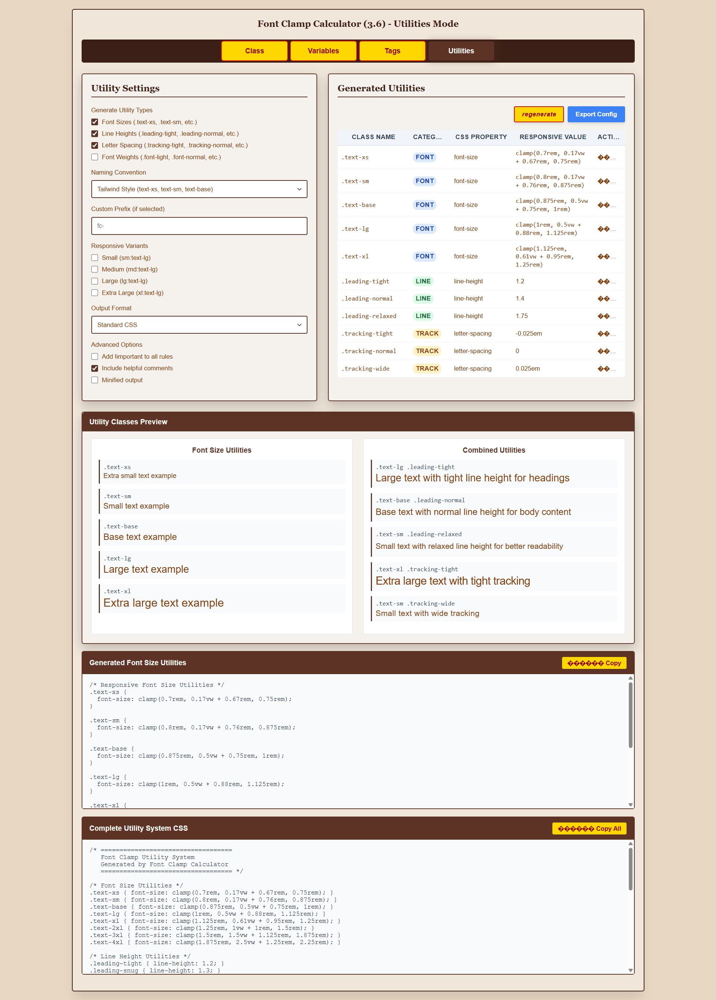 Font Clamp Calculator (3.6) - Utilities Mode
Class
Variables
Tags
Utilities
Utility Settings
Generate Utility Types
Font Sizes (.text-xs, .text-sm, etc.)
Line Heights (.leading-tight, .leading-normal, etc.)
Letter Spacing (.tracking-tight, .tracking-normal, etc.)
Font Weights (.font-light, .font-normal, etc.)
Naming Convention
Tailwind Style (text-xs, text-sm, text-base)
Custom Prefix (if selected)
fc-
Responsive Variants
Small (sm:text-lg)
Medium (md:text-lg)
Large (lg:text-lg)
Extra Large (xl:text-lg)
Output Format
Standard CSS
Advanced Options
Add !important to all rules
Include helpful comments
Minified output
Generated Utilities
regenerate
Export Config
CLASS NAME CATEG... CSS PROPERTY RESPONSIVE VALUE ACTI...
.text-xs FONT font-size clamp(0.7rem, 0.17vw
+ 0.67rem, 0.75rem) ��...
.text-sm FONT font-size clamp(0.8rem, 0.17vw
+ 0.76rem, 0.875rem) ��...
.text-base FONT font-size clamp(0.875rem, 0.5vw
+ 0.75rem, 1rem) ��...
.text-lg FONT font-size clamp(1rem, 0.5vw +
0.88rem, 1.125rem) ��...
.text-xl FONT font-size clamp(1.125rem,
0.61vw + 0.95rem,
1.25rem) ��...
.leading-tight LINE line-height 1.2 ��...
.leading-normal LINE line-height 1.4 ��...
.leading-relaxed LINE line-height 1.75 ��...
.tracking-tight TRACK letter-spacing -0.025em ��...
.tracking-normal TRACK letter-spacing 0 ��...
.tracking-wide TRACK letter-spacing 0.025em ��...
Utility Classes Preview
Font Size Utilities
.text-xs
Extra small text example
.text-sm
Small text example
.text-base
Base text example
.text-lg
Large text example
.text-xl
Extra large text example
Combined Utilities
.text-lg .leading-tight
Large text with tight line height for headings
.text-base .leading-normal
Base text with normal line height for body content
.text-sm .leading-relaxed
Small text with relaxed line height for better readability
.text-xl .tracking-tight
Extra large text with tight tracking
.text-sm .tracking-wide
Small text with wide tracking
Generated Font Size Utilities
������ Copy
/* Responsive Font Size Utilities */
.text-xs {
  font-size: clamp(0.7rem, 0.17vw + 0.67rem, 0.75rem);
}
.text-sm {
  font-size: clamp(0.8rem, 0.17vw + 0.76rem, 0.875rem);
}
.text-base {
  font-size: clamp(0.875rem, 0.5vw + 0.75rem, 1rem);
}
.text-lg {
  font-size: clamp(1rem, 0.5vw + 0.88rem, 1.125rem);
}
.text-xl {
Complete Utility System CSS
������ Copy All
/* ===================================
   Font Clamp Utility System
   Generated by Font Clamp Calculator
   =================================== */
/* Font Size Utilities */
.text-xs { font-size: clamp(0.7rem, 0.17vw + 0.67rem, 0.75rem); }
.text-sm { font-size: clamp(0.8rem, 0.17vw + 0.76rem, 0.875rem); }
.text-base { font-size: clamp(0.875rem, 0.5vw + 0.75rem, 1rem); }
.text-lg { font-size: clamp(1rem, 0.5vw + 0.88rem, 1.125rem); }
.text-xl { font-size: clamp(1.125rem, 0.61vw + 0.95rem, 1.25rem); }
.text-2xl { font-size: clamp(1.25rem, 1vw + 1rem, 1.5rem); }
.text-3xl { font-size: clamp(1.5rem, 1.5vw + 1.125rem, 1.875rem); }
.text-4xl { font-size: clamp(1.875rem, 2.5vw + 1.25rem, 2.25rem); }
/* Line Height Utilities */
.leading-tight { line-height: 1.2; }
.leading-snug { line-height: 1.3; }